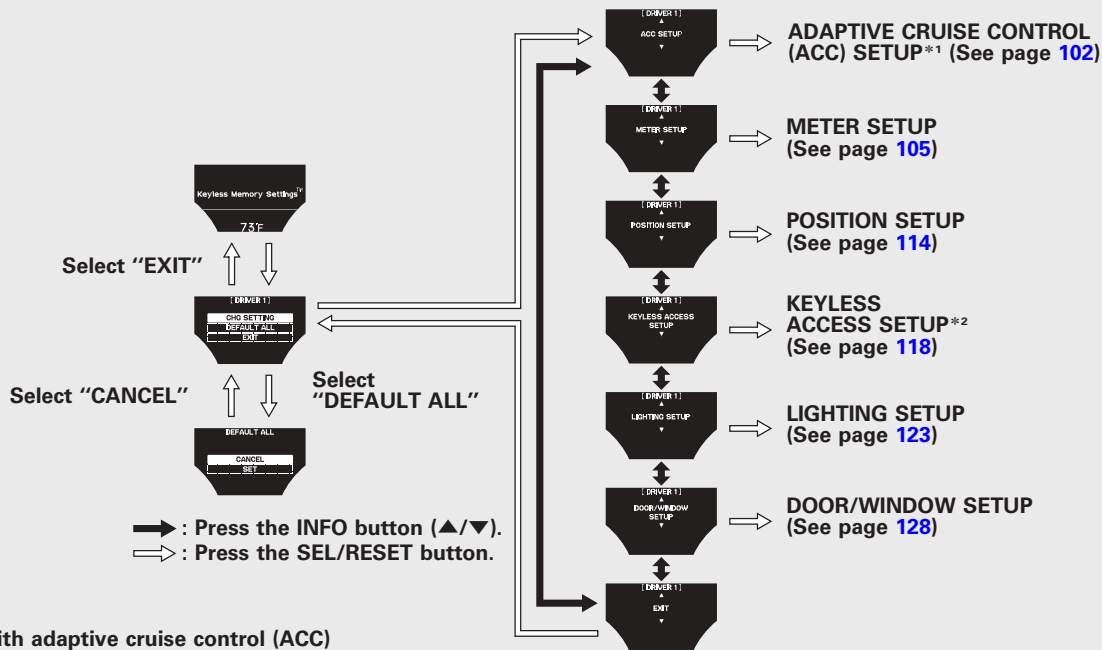 [ DRIVER 1 ]
ACC SETUP
ADAPTIVE CRUISE CONTROL
(ACC) SETUP*1 (See page 102)
[ DRIVER 1 ]
METER SETUP
METER SETUP
(See page 105)
Keyless Memory Settings™
73°F
[ DRIVER 1 ]
POSITION SETUP
POSITION SETUP
(See page 114)
Select “EXIT”
[ DRIVER 1 ]
CHG SETTING
DEFAULT ALL
EXIT
[ DRIVER 1 ]
KEYLESS ACCESS
SETUP
KEYLESS
ACCESS SETUP*2
(See page 118)
Select “CANCEL”
Select
“DEFAULT ALL”
[ DRIVER 1 ]
LIGHTING SETUP
LIGHTING SETUP
(See page 123)
DEFAULT ALL
CANCEL
SET
[ DRIVER 1 ]
DOOR/WINDOW
SETUP
DOOR/WINDOW SETUP
(See page 128)
: Press the INFO button (▲/▼).
: Press the SEL/RESET button.
[ DRIVER 1 ]
EXIT
with adaptive cruise control (ACC)